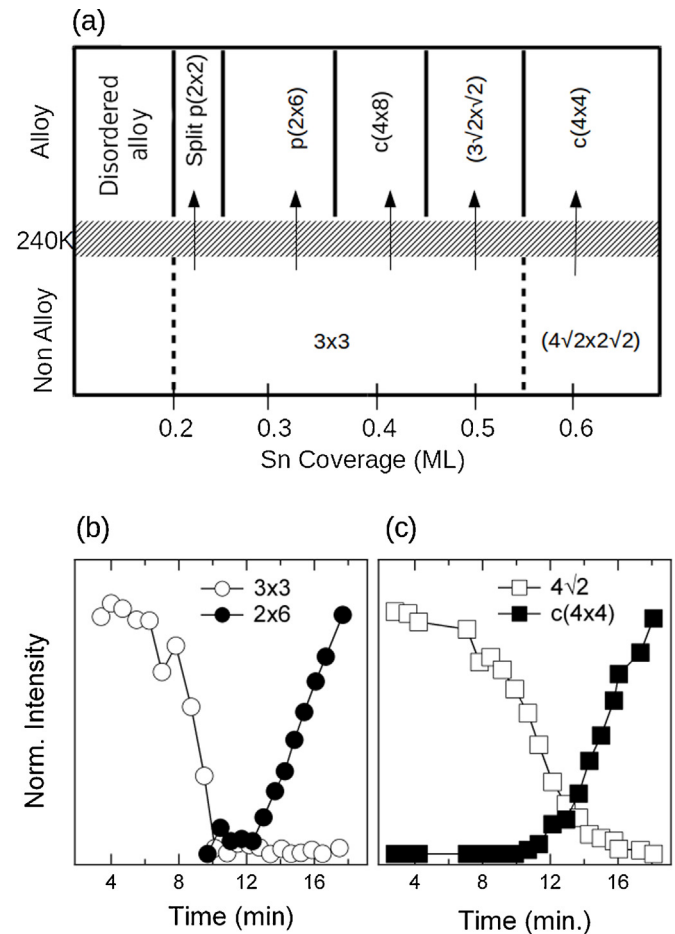 (a)
Alloy
Disordered
alloy
Split p(2x2)
p(2x6)
c(4x8)
(3√2x√2)
c(4x4)
240K
Non Alloy
3x3
(4√2x2√2)
0.2 0.3 0.4 0.5 0.6
Sn Coverage (ML)
(b)
(c)
Norm. Intensity
3x3
2x6
4√2
c(4x4)
4 8 12 16
4 8 12 16
Time (min)
Time (min.)